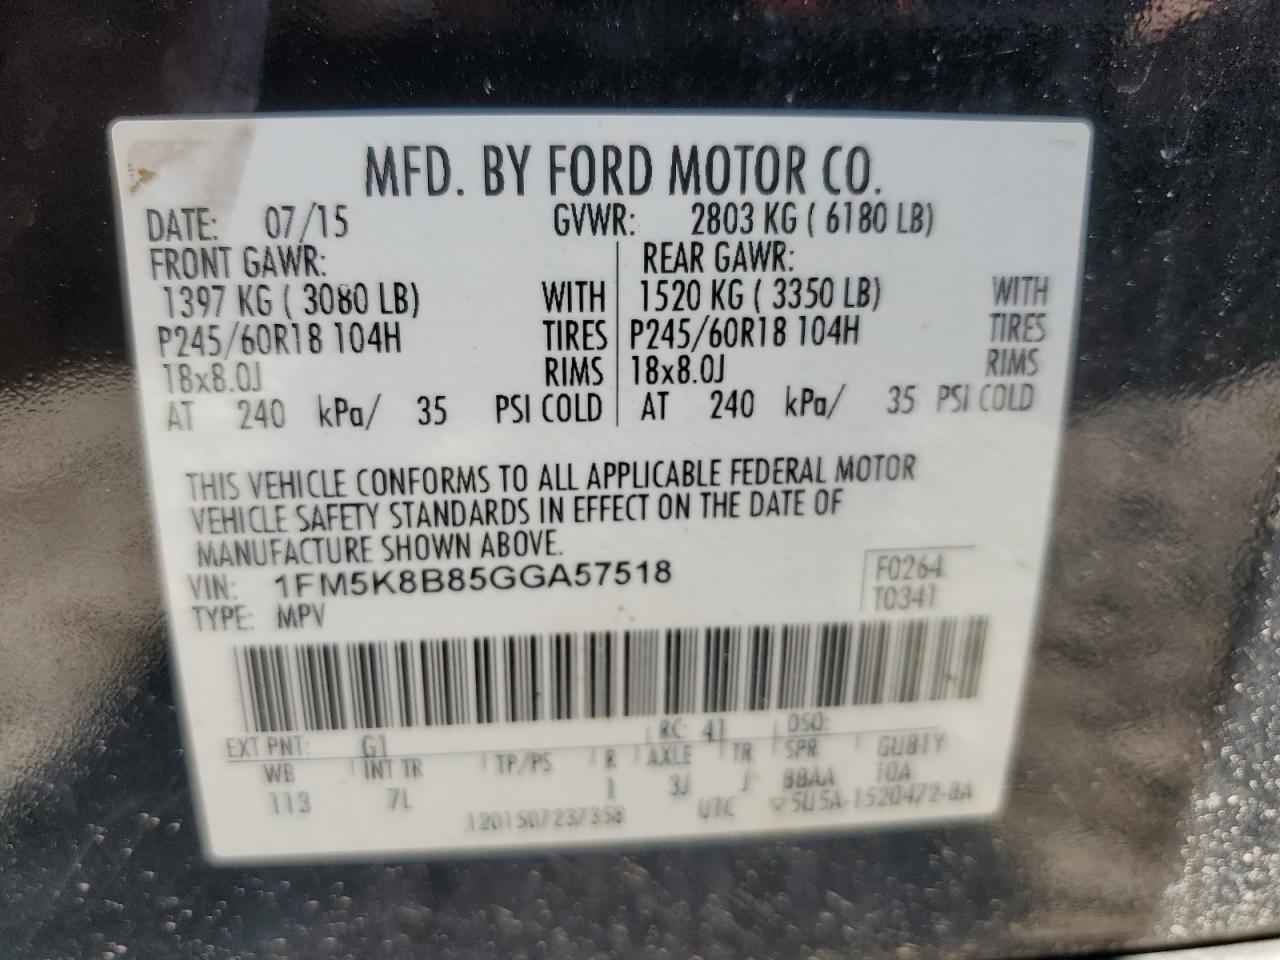 MFD. BY FORD MOTOR CO.
DATE: 07/15 GVWR: 2803 KG ( 6180 LB)
FRONT GAWR: REAR GAWR:
1397 KG ( 3080 LB) WITH 1520 KG ( 3350 LB) WITH
P245/60R18 104H TIRES P245/60R18 104H TIRES
18x8.0J RIMS 18x8.0J RIMS
AT 240 kPa/ 35 PSI COLD AT 240 kPa/ 35 PSI COLD
THIS VEHICLE CONFORMS TO ALL APPLICABLE FEDERAL MOTOR
VEHICLE SAFETY STANDARDS IN EFFECT ON THE DATE OF
MANUFACTURE SHOWN ABOVE.
VIN: 1FM5K8B85GGA57518 F0264
TYPE: MPV T0341
EXT PNT: G1 RC: 41 DSO:
WB INT TR TP/PS R AXLE TR SPR GUB1Y
113 7L 1 3J J BBAA 10A
1201507237358 UTC 5U5A-1520472-BA